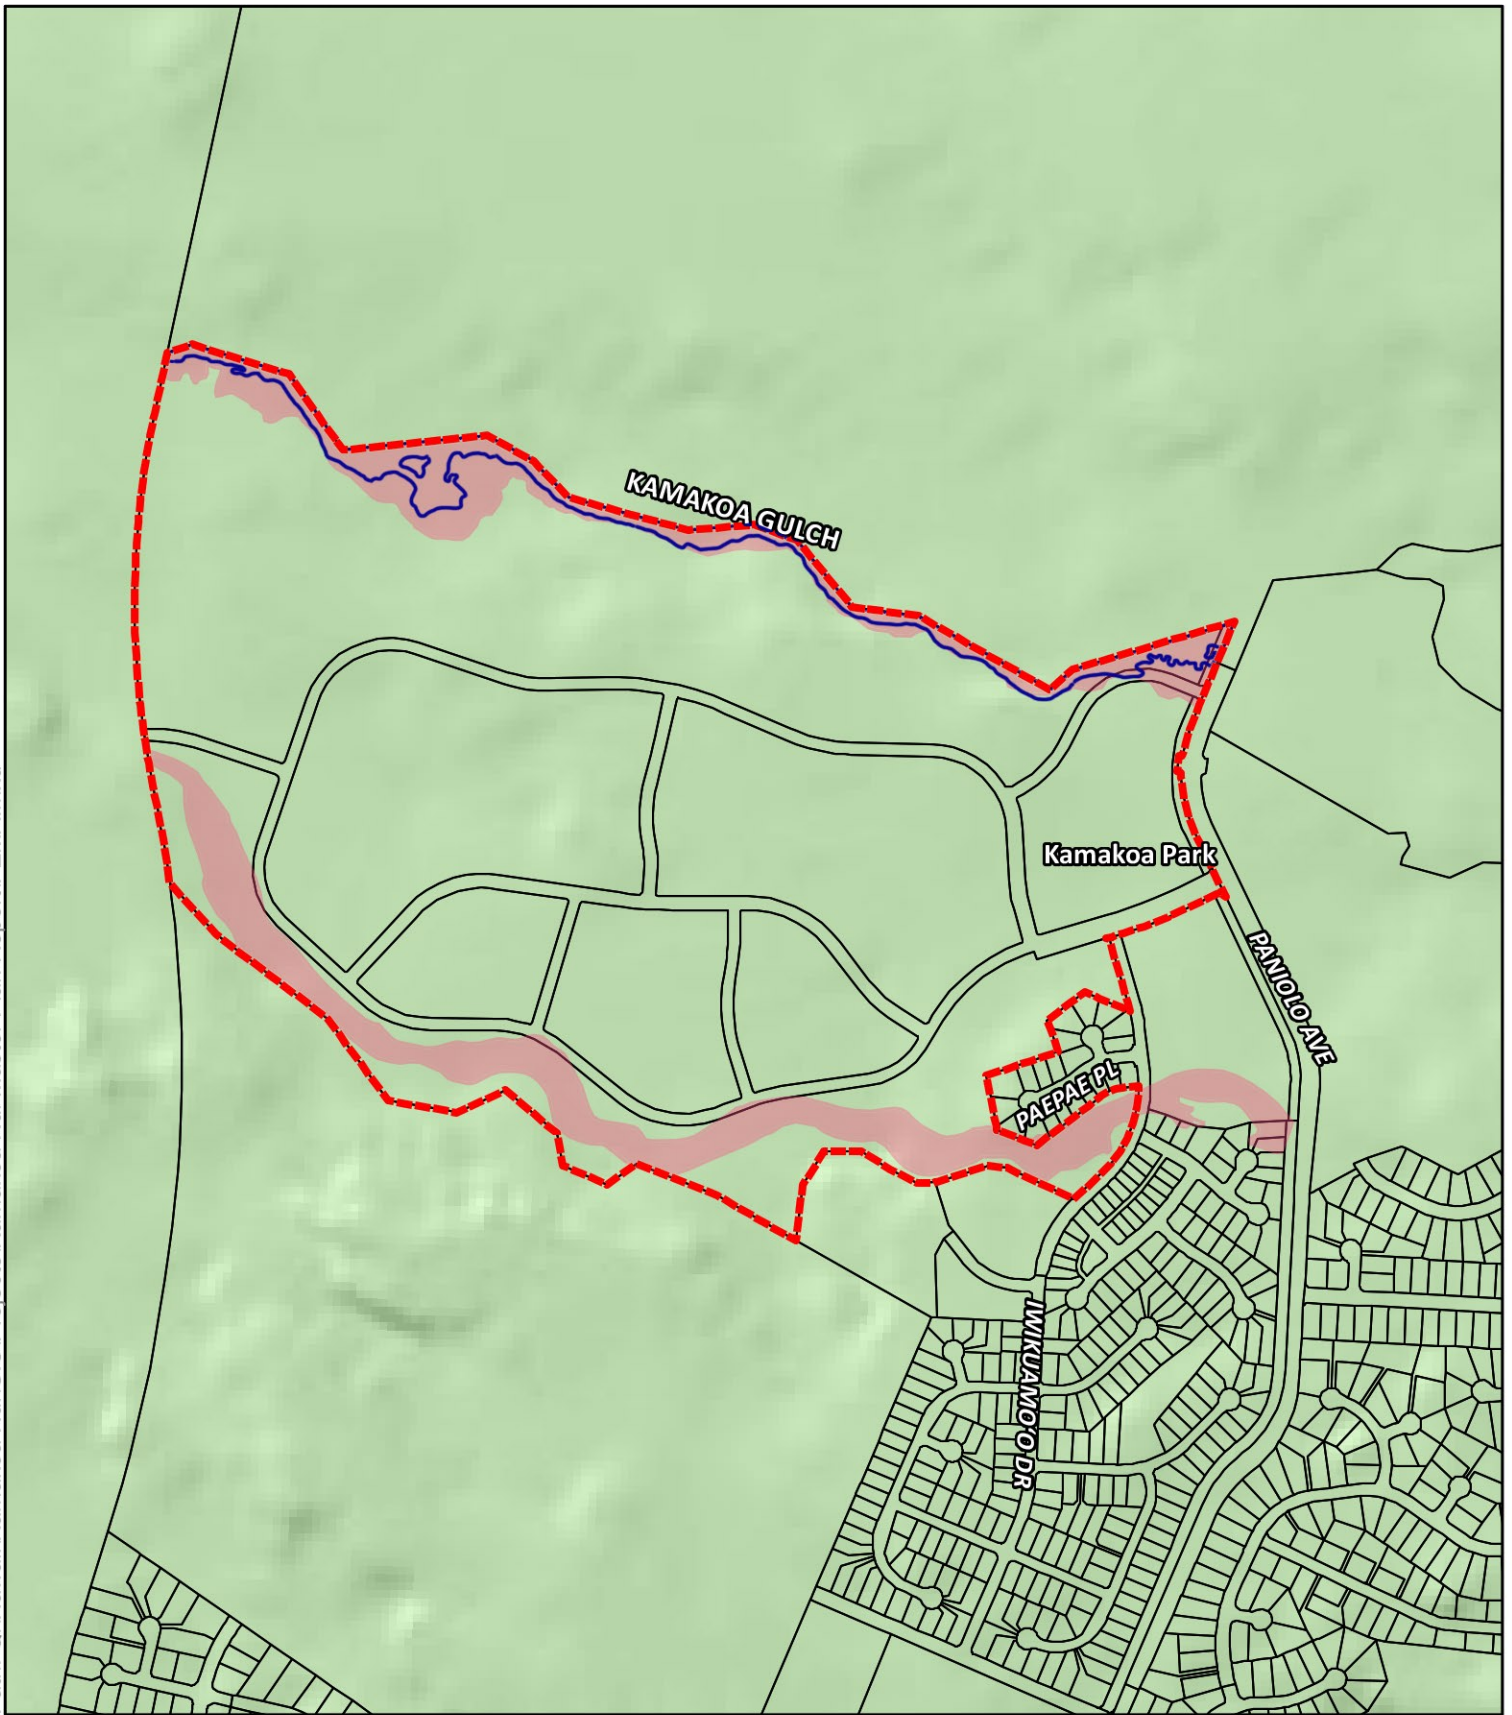 KAMAKOA GULCH
Kamakoa Park
PANIOLO AVE
PAEPAE PL
IWIKUAMO'O DR